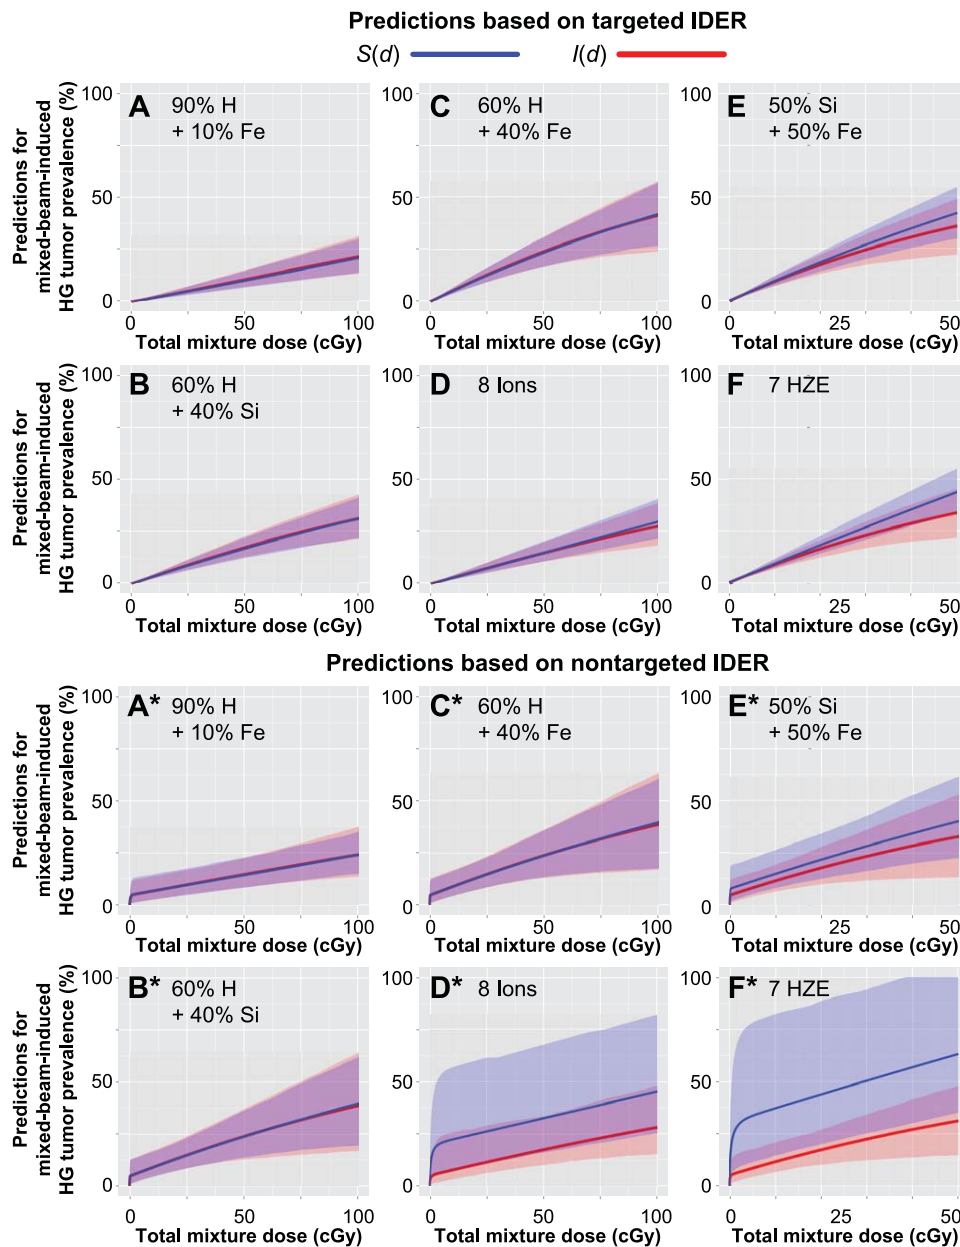 Predictions based on targeted IDER
S(d) I(d)
Predictions for
mixed-beam-induced
HG tumor prevalence (%)
100
50
0
A 90% H
+ 10% Fe
0 50 100
Total mixture dose (cGy)
100
50
0
C 60% H
+ 40% Fe
0 50 100
Total mixture dose (cGy)
100
50
0
E 50% Si
+ 50% Fe
0 25 50
Total mixture dose (cGy)
Predictions for
mixed-beam-induced
HG tumor prevalence (%)
100
50
0
B 60% H
+ 40% Si
0 50 100
Total mixture dose (cGy)
100
50
0
D 8 Ions
0 50 100
Total mixture dose (cGy)
100
50
0
F 7 HZE
0 25 50
Total mixture dose (cGy)
Predictions based on nontargeted IDER
Predictions for
mixed-beam-induced
HG tumor prevalence (%)
100
50
0
A* 90% H
+ 10% Fe
0 50 100
Total mixture dose (cGy)
100
50
0
C* 60% H
+ 40% Fe
0 50 100
Total mixture dose (cGy)
100
50
0
E* 50% Si
+ 50% Fe
0 25 50
Total mixture dose (cGy)
Predictions for
mixed-beam-induced
HG tumor prevalence (%)
100
50
0
B* 60% H
+ 40% Si
0 50 100
Total mixture dose (cGy)
100
50
0
D* 8 Ions
0 50 100
Total mixture dose (cGy)
100
50
0
F* 7 HZE
0 25 50
Total mixture dose (cGy)